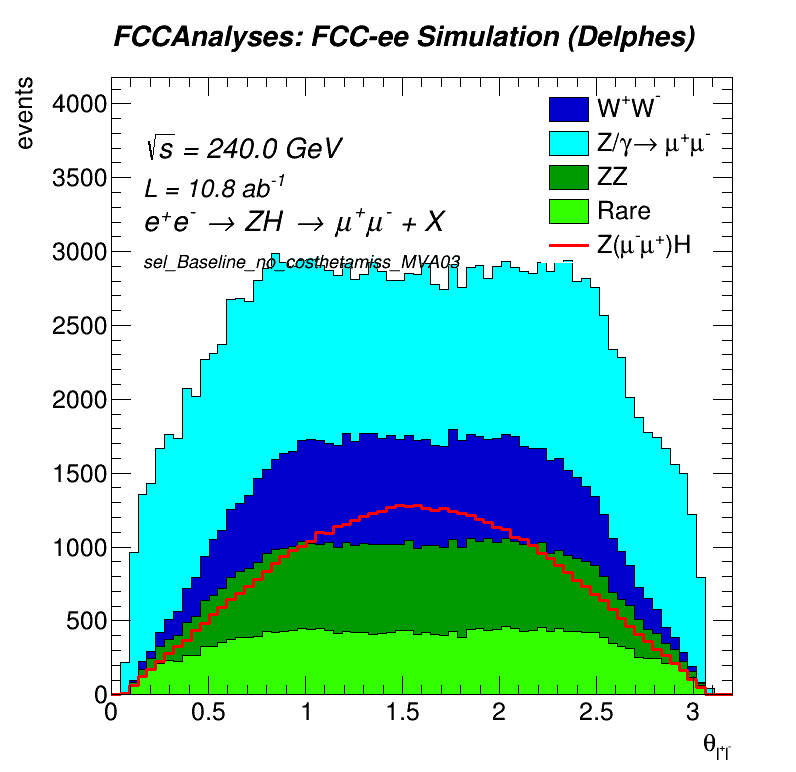 FCCAnalyses: FCC-ee Simulation (Delphes)
events
4000
3500
3000
2500
2000
1500
1000
500
0
√s = 240.0 GeV
L = 10.8 ab⁻¹
e⁺e⁻ → ZH → μ⁺μ⁻ + X
sel_Baseline_no_costhetamiss_MVA03
W⁺W⁻
Z/γ→ μ⁺μ⁻
ZZ
Rare
Z(μ⁻μ⁺)H
0 0.5 1 1.5 2 2.5 3
θ_l⁺l⁻